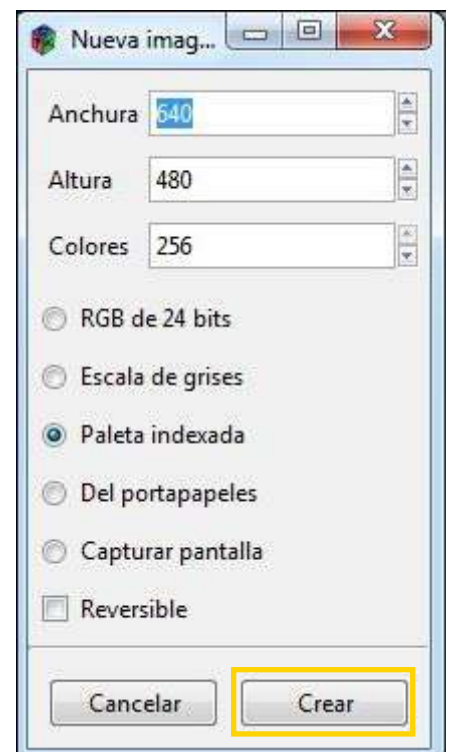 Nueva imag...
Anchura 640
Altura 480
Colores 256
RGB de 24 bits
Escala de grises
Paleta indexada
Del portapapeles
Capturar pantalla
Reversible
Cancelar Crear